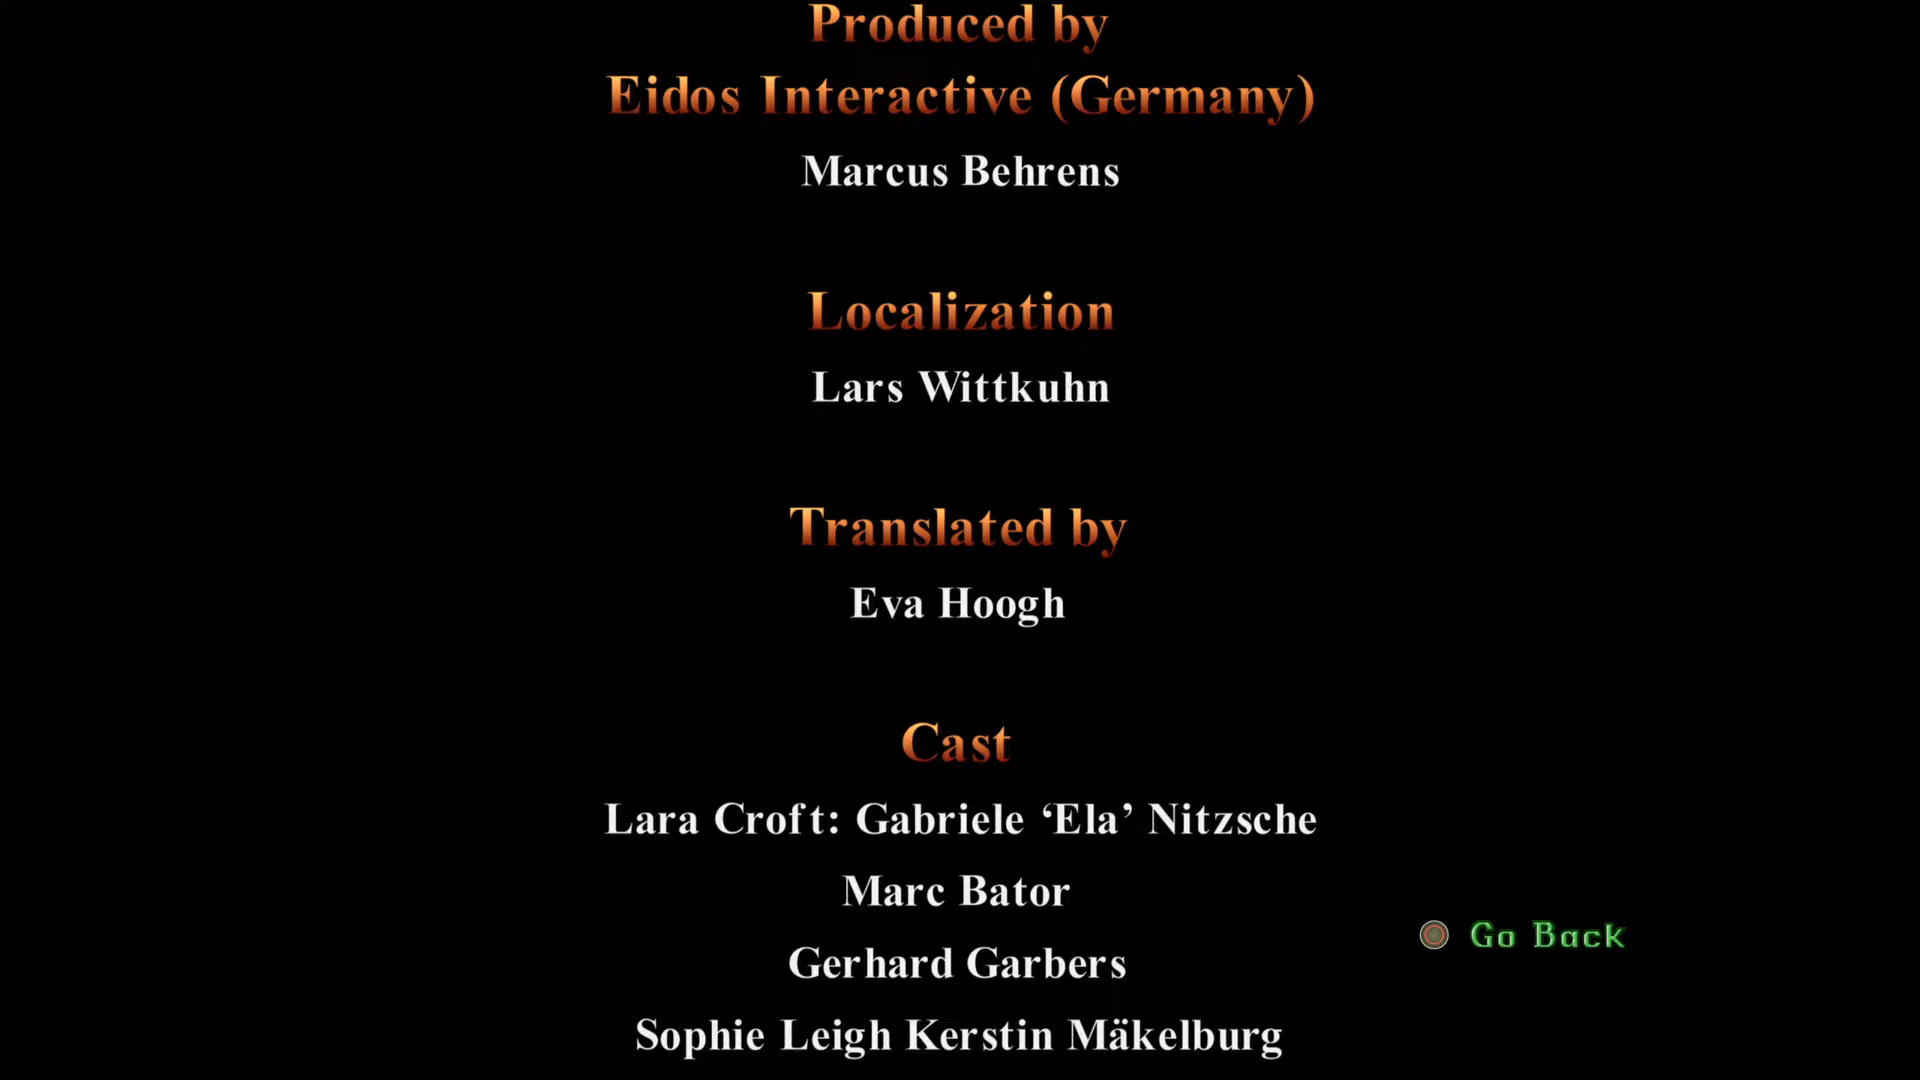 Produced by
Eidos Interactive (Germany)
Marcus Behrens
Localization
Lars Wittkuhn
Translated by
Eva Hoogh
Cast
Lara Croft: Gabriele ‘Ela’ Nitzsche
Marc Bator
Go Back
Gerhard Garbers
Sophie Leigh Kerstin Mäkelburg